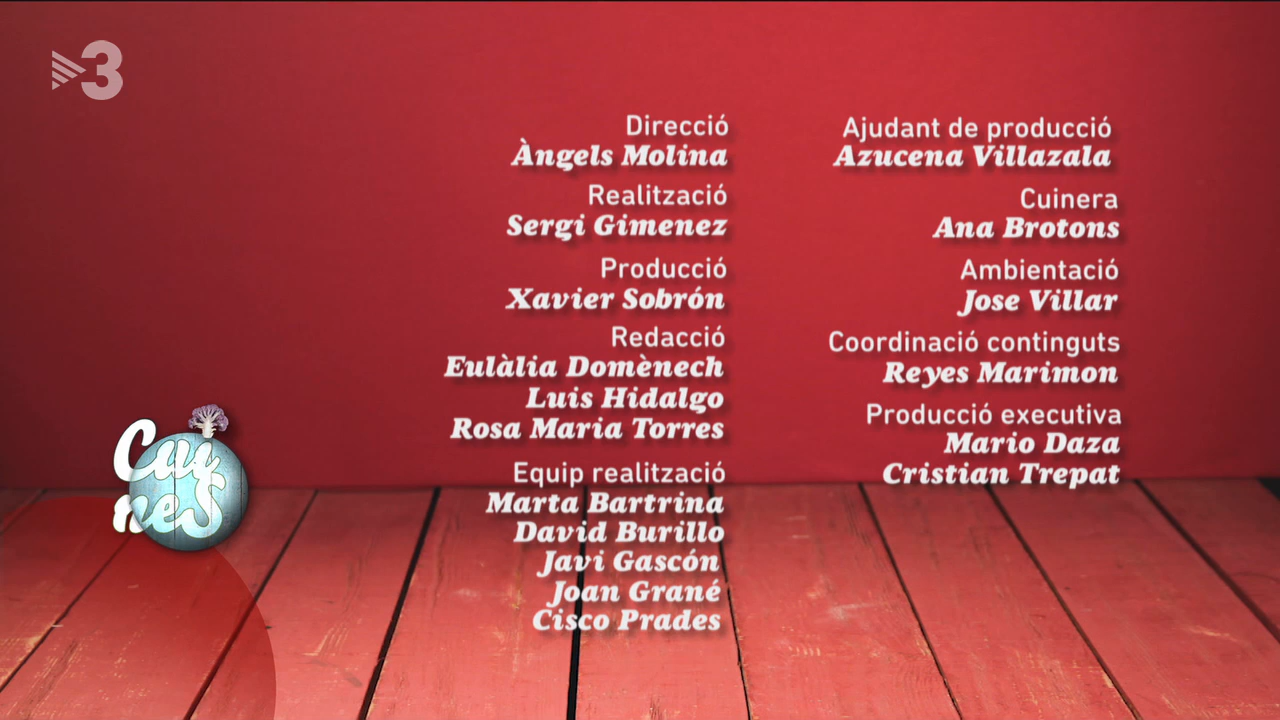 3
Direcció
Àngels Molina
Realització
Sergi Gimenez
Producció
Xavier Sobrón
Redacció
Eulàlia Domènech
Luis Hidalgo
Rosa Maria Torres
Equip realització
Marta Bartrina
David Burillo
Javi Gascón
Joan Grané
Cisco Prades
Ajudant de producció
Azucena Villazala
Cuinera
Ana Brotons
Ambientació
Jose Villar
Coordinació continguts
Reyes Marimon
Producció executiva
Mario Daza
Cristian Trepat
Cui
nes